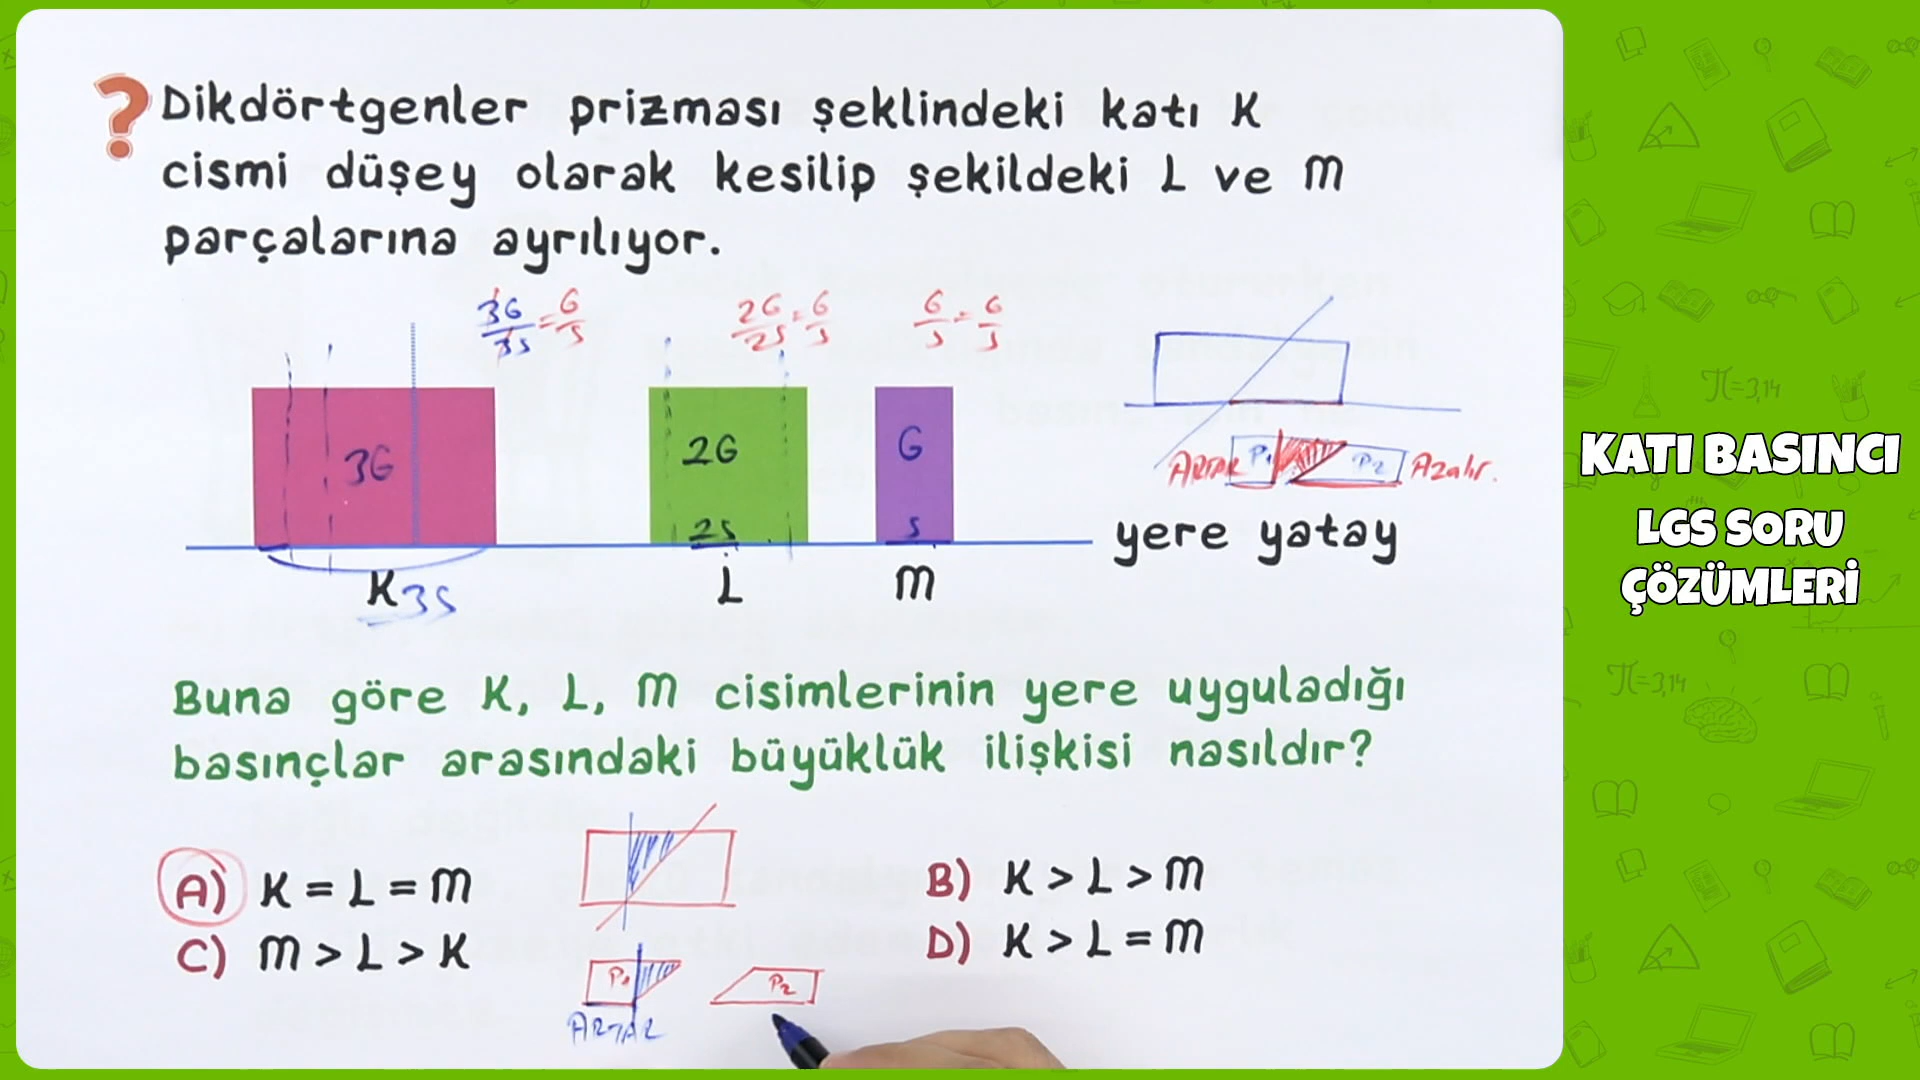 Dikdörtgenler prizması şeklindeki katı K
cismi düşey olarak kesilip şekildeki L ve M
parçalarına ayrılıyor.
3G/3S = G/S
2G/2S = G/S
G/S = G/S
3G
2G
G
2S
S
K 3S
L
M
ARTAR P1 P2 Azalır.
yere yatay
Buna göre K, L, M cisimlerinin yere uyguladığı
basınçlar arasındaki büyüklük ilişkisi nasıldır?
A) K = L = M
B) K > L > M
C) M > L > K
D) K > L = M
P1
P2
ARTAR
KATI BASINCI
LGS SORU
ÇÖZÜMLERİ
π=3,14
π=3,14